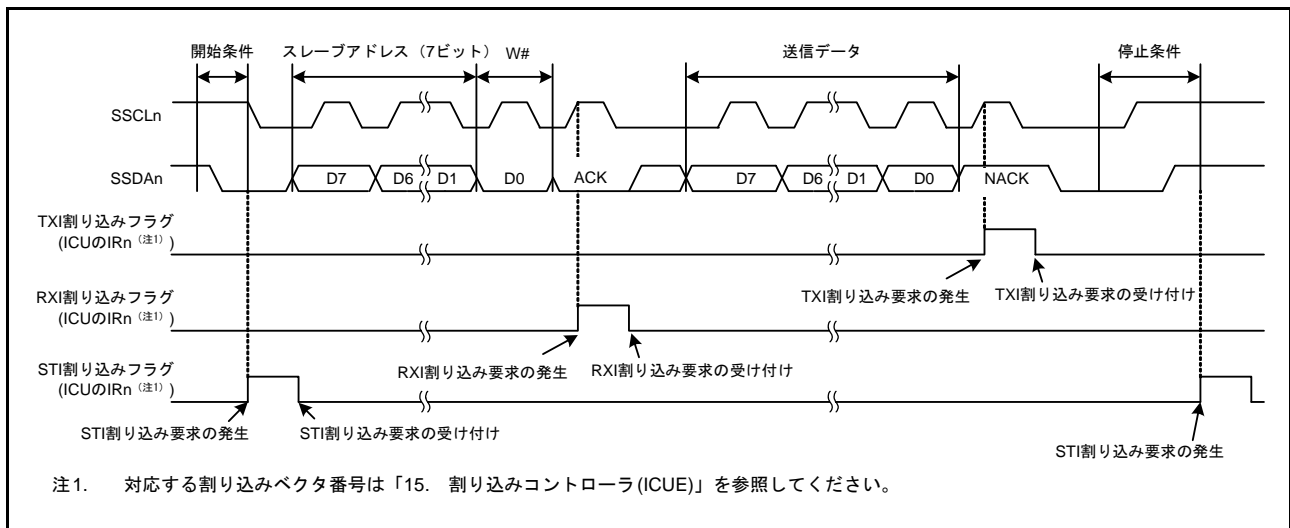 開始条件 スレーブアドレス（7ビット） W# 送信データ 停止条件
SSCLn
SSDAn D7 D6 D1 D0 ACK D7 D6 D1 D0 NACK
TXI割り込みフラグ
(ICUのIRn（注1）)
TXI割り込み要求の発生 TXI割り込み要求の受け付け
RXI割り込みフラグ
(ICUのIRn（注1）)
RXI割り込み要求の発生 RXI割り込み要求の受け付け
STI割り込みフラグ
(ICUのIRn（注1）)
STI割り込み要求の発生 STI割り込み要求の受け付け
STI割り込み要求の発生
注1. 対応する割り込みベクタ番号は「15. 割り込みコントローラ(ICUE)」を参照してください。